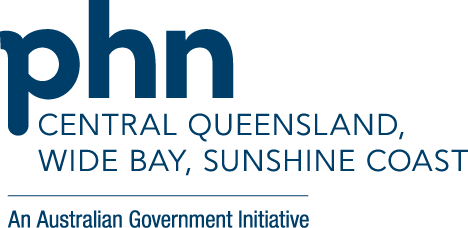 phn
CENTRAL QUEENSLAND,
WIDE BAY, SUNSHINE COAST
An Australian Government Initiative